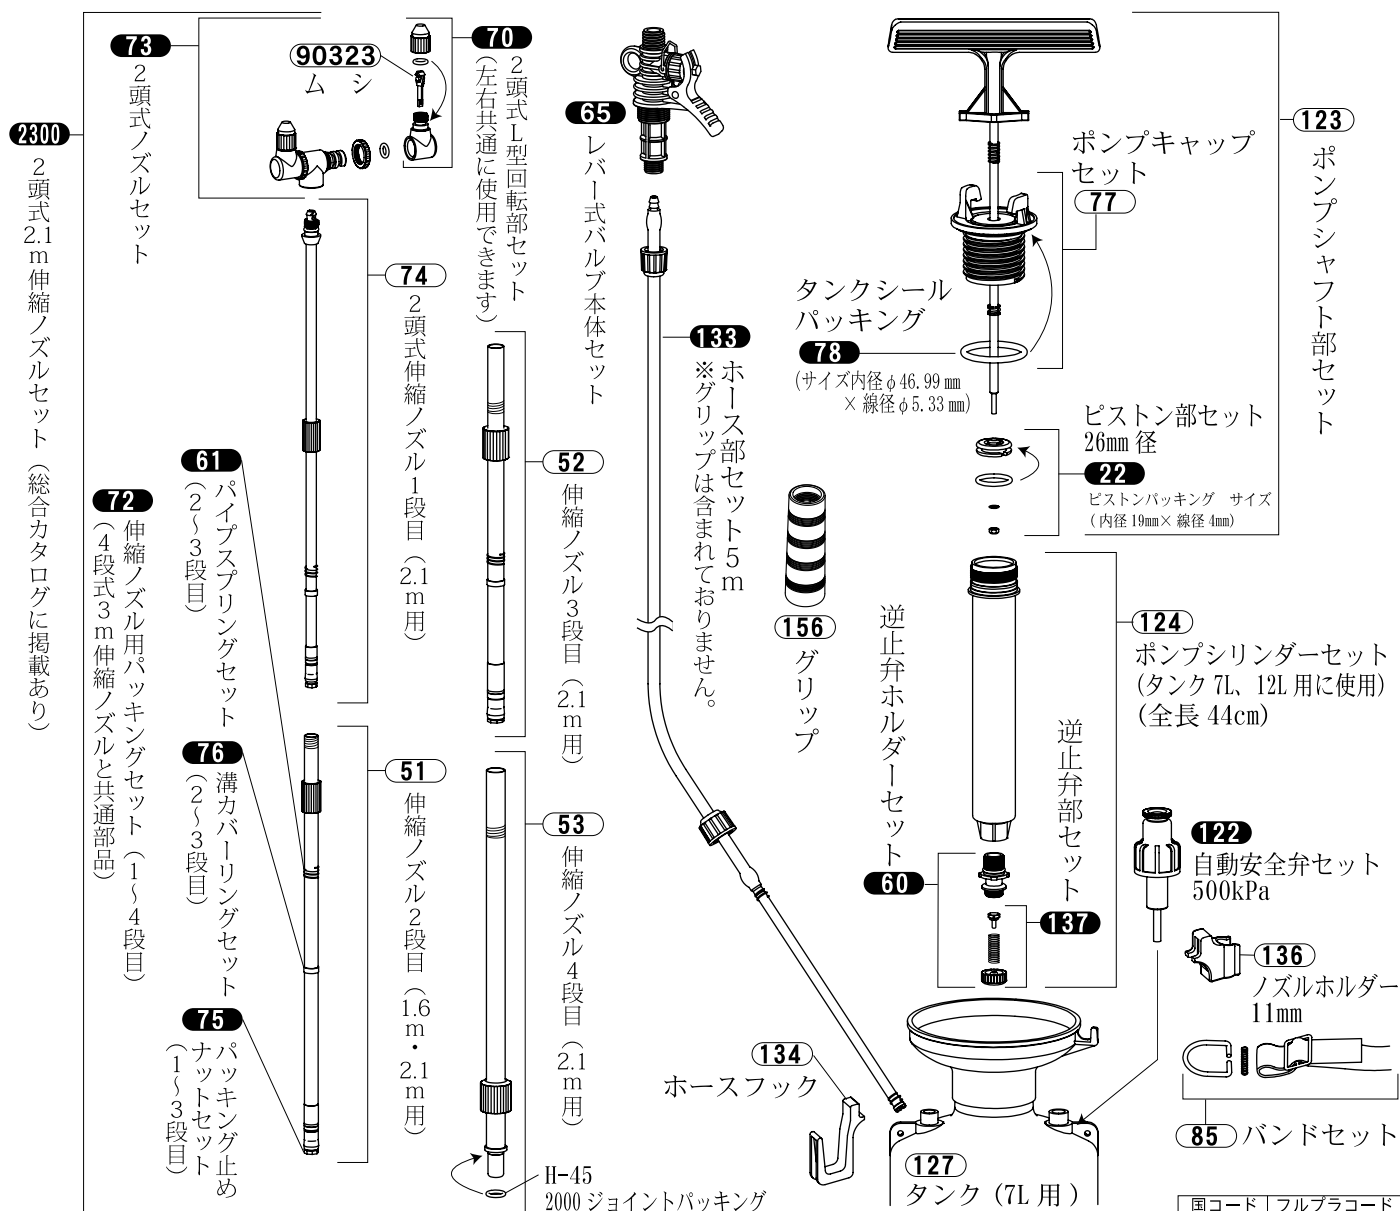 2300
2頭式2.1m伸縮ノズルセット（総合カタログに掲載あり）
73
2頭式ノズルセット
90323
ムシ
70
2頭式L型回転部セット
（左右共通に使用できます）
74
2頭式伸縮ノズル1段目（2.1m用）
61
パイプスプリングセット
（2～3段目）
72
伸縮ノズル用パッキングセット（1～4段目）
（4段式3m伸縮ノズルと共通部品）
76
溝カバーリングセット
（2～3段目）
75
パッキング止め
ナットセット
（1～3段目）
51
伸縮ノズル2段目（1.6m・2.1m用）
52
伸縮ノズル3段目（2.1m用）
53
伸縮ノズル4段目（2.1m用）
H-45
2000 ジョイントパッキング
65
レバー式バルブ本体セット
133
ホース部セット5m
※グリップは含まれておりません。
156
グリップ
134
ホースフック
123
ポンプシャフト部セット
ポンプキャップ
セット
77
タンクシール
パッキング
78
(サイズ内径φ46.99mm
×線径φ5.33mm)
ピストン部セット
26mm径
22
ピストンパッキング サイズ
(内径19mm×線径4mm)
124
ポンプシリンダーセット
(タンク7L、12L用に使用)
(全長44cm)
逆止弁ホルダーセット
60
逆止弁部セット
137
122
自動安全弁セット
500kPa
136
ノズルホルダー
11mm
85 バンドセット
127
タンク (7L用)
国コード フルプラコード